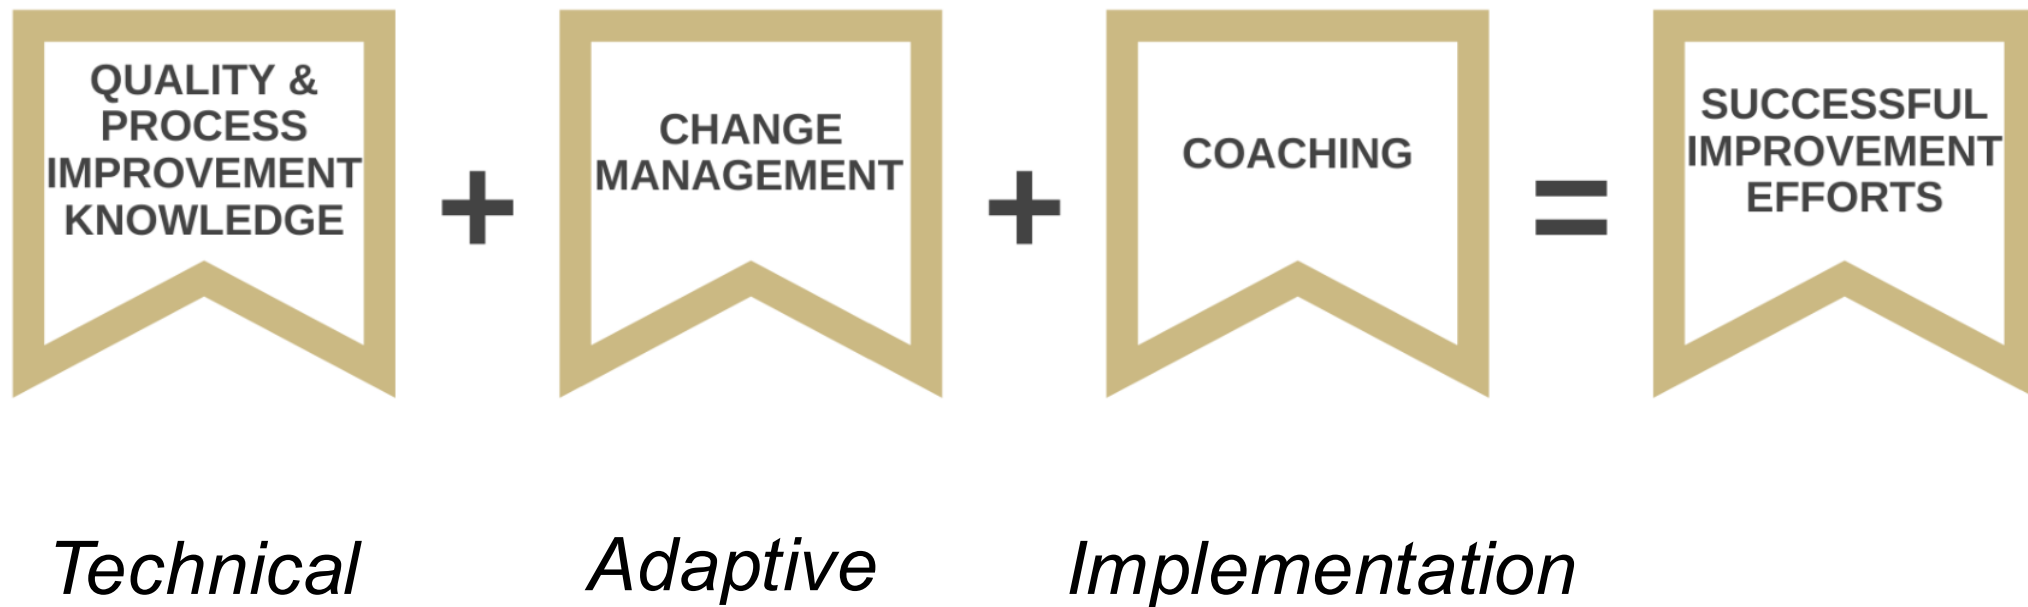 QUALITY &
PROCESS
IMPROVEMENT
KNOWLEDGE
+
CHANGE
MANAGEMENT
+
COACHING
=
SUCCESSFUL
IMPROVEMENT
EFFORTS
Technical
Adaptive
Implementation